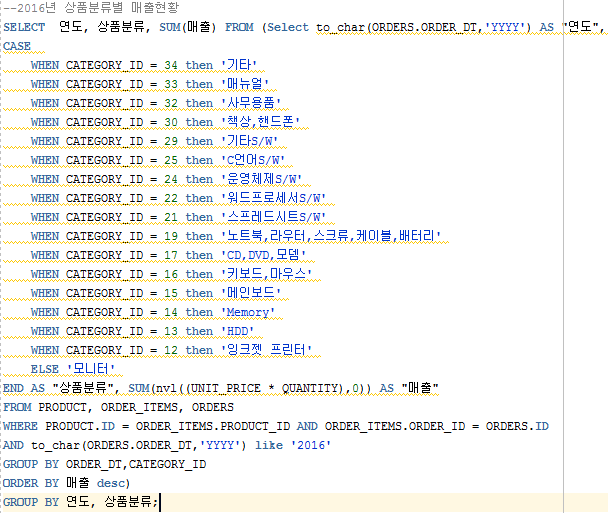 --2016년 상품분류별 매출현황
SELECT 연도, 상품분류, SUM(매출) FROM (Select to_char(ORDERS.ORDER_DT,'YYYY') AS "연도",
CASE
WHEN CATEGORY_ID = 34 then '기타'
WHEN CATEGORY_ID = 33 then '매뉴얼'
WHEN CATEGORY_ID = 32 then '사무용품'
WHEN CATEGORY_ID = 30 then '책상,핸드폰'
WHEN CATEGORY_ID = 29 then '기타S/W'
WHEN CATEGORY_ID = 25 then 'C언어S/W'
WHEN CATEGORY_ID = 24 then '운영체제S/W'
WHEN CATEGORY_ID = 22 then '워드프로세서S/W'
WHEN CATEGORY_ID = 21 then '스프레드시트S/W'
WHEN CATEGORY_ID = 19 then '노트북,라우터,스크류,케이블,배터리'
WHEN CATEGORY_ID = 17 then 'CD,DVD,모뎀'
WHEN CATEGORY_ID = 16 then '키보드,마우스'
WHEN CATEGORY_ID = 15 then '메인보드'
WHEN CATEGORY_ID = 14 then 'Memory'
WHEN CATEGORY_ID = 13 then 'HDD'
WHEN CATEGORY_ID = 12 then '잉크젯 프린터'
ELSE '모니터'
END AS "상품분류", SUM(nvl((UNIT_PRICE * QUANTITY),0)) AS "매출"
FROM PRODUCT, ORDER_ITEMS, ORDERS
WHERE PRODUCT.ID = ORDER_ITEMS.PRODUCT_ID AND ORDER_ITEMS.ORDER_ID = ORDERS.ID
AND to_char(ORDERS.ORDER_DT,'YYYY') like '2016'
GROUP BY ORDER_DT,CATEGORY_ID
ORDER BY 매출 desc)
GROUP BY 연도, 상품분류;